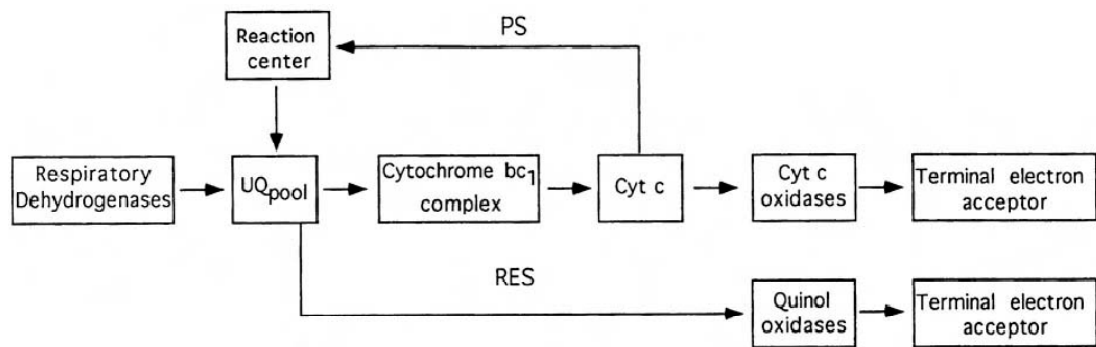 PS
Reaction
center
Respiratory
Dehydrogenases
UQpool
Cytochrome bc1
complex
Cyt c
Cyt c
oxidases
Terminal electron
acceptor
RES
Quinol
oxidases
Terminal electron
acceptor